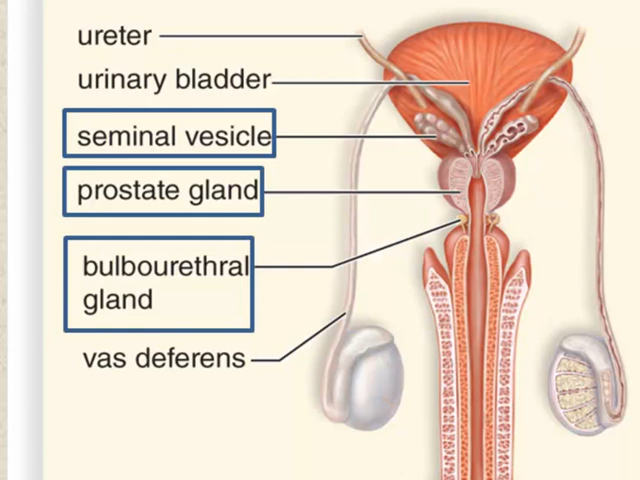 ureter
urinary bladder
seminal vesicle
prostate gland
bulbourethral
gland
vas deferens